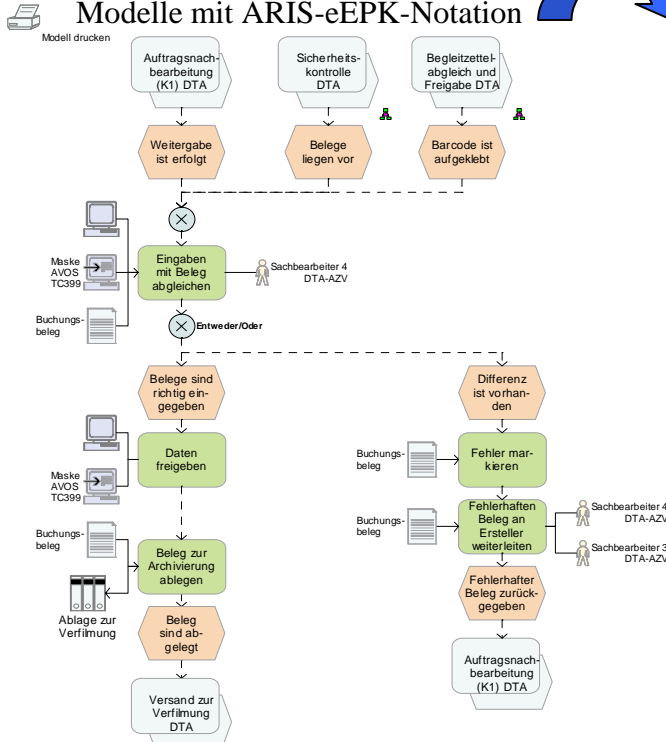 Modelle mit ARIS-eEPK-Notation
Modell drucken
Auftragsnach-
bearbeitung
(K1) DTA
Sicherheits-
kontrolle
DTA
Begleitzettel-
abgleich und
Freigabe DTA
Weitergabe
ist erfolgt
Belege
liegen vor
Barcode ist
aufgeklebt
Maske
AVOS
TC399
Buchungs-
beleg
Eingaben
mit Beleg
abgleichen
Sachbearbeiter 4
DTA-AZV
Entweder/Oder
Belege sind
richtig ein-
gegeben
Differenz
ist vorhan-
den
Maske
AVOS
TC399
Daten
freigeben
Buchungs-
beleg
Fehler mar-
kieren
Buchungs-
beleg
Fehlerhaften
Beleg an
Ersteller
weiterleiten
Sachbearbeiter 4
DTA-AZV
Sachbearbeiter 3
DTA-AZV
Buchungs-
beleg
Beleg zur
Archivierung
ablegen
Ablage zur
Verfilmung
Fehlerhafter
Beleg zurück-
gegeben
Beleg
sind ab-
gelegt
Auftragsnach-
bearbeitung
(K1) DTA
Versand zur
Verfilmung
DTA